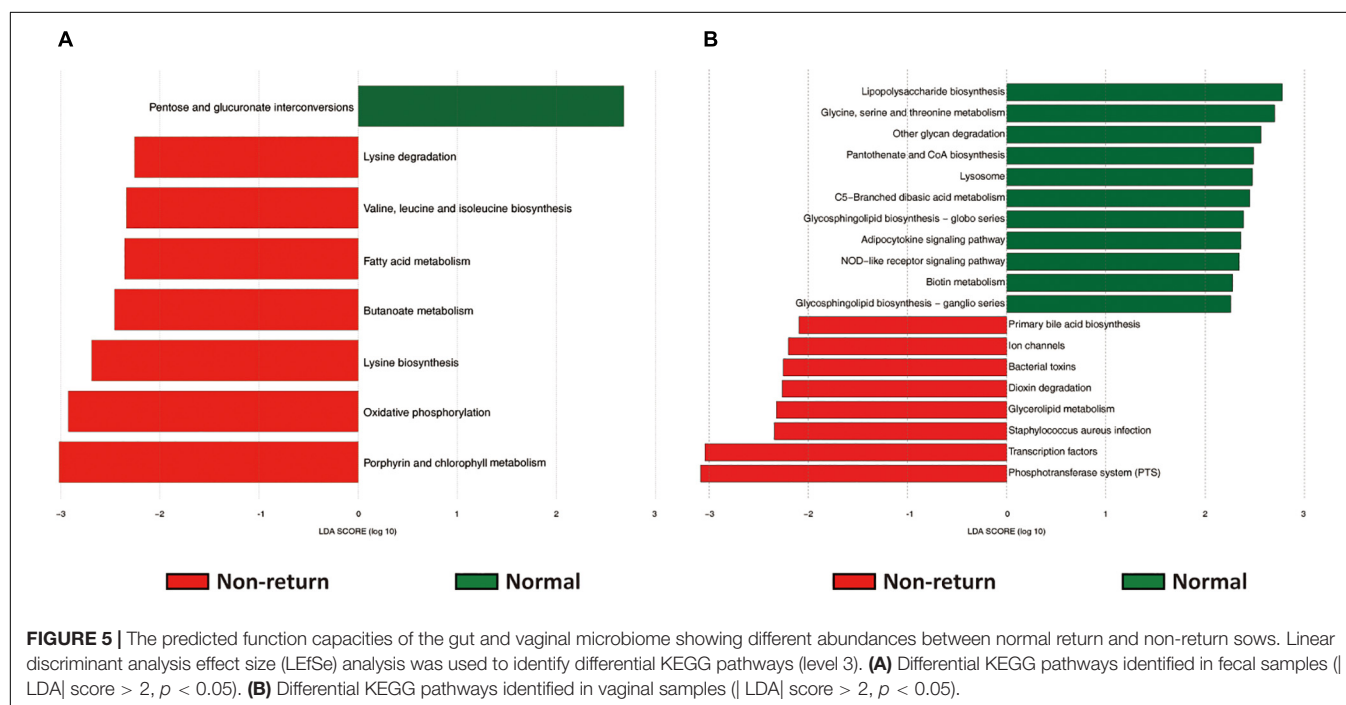 A
Pentose and glucuronate interconversions
Lysine degradation
Valine, leucine and isoleucine biosynthesis
Fatty acid metabolism
Butanoate metabolism
Lysine biosynthesis
Oxidative phosphorylation
Porphyrin and chlorophyll metabolism
−3 −2 −1 0 1 2 3
LDA SCORE (log 10)
Non-return Normal
B
Lipopolysaccharide biosynthesis
Glycine, serine and threonine metabolism
Other glycan degradation
Pantothenate and CoA biosynthesis
Lysosome
C5−Branched dibasic acid metabolism
Glycosphingolipid biosynthesis − globo series
Adipocytokine signaling pathway
NOD−like receptor signaling pathway
Biotin metabolism
Glycosphingolipid biosynthesis − ganglio series
Primary bile acid biosynthesis
Ion channels
Bacterial toxins
Dioxin degradation
Glycerolipid metabolism
Staphylococcus aureus infection
Transcription factors
Phosphotransferase system (PTS)
−3 −2 −1 0 1 2 3
LDA SCORE (log 10)
Non-return Normal
FIGURE 5 | The predicted function capacities of the gut and vaginal microbiome showing different abundances between normal return and non-return sows. Linear
discriminant analysis effect size (LEfSe) analysis was used to identify differential KEGG pathways (level 3). (A) Differential KEGG pathways identified in fecal samples (|
LDA| score > 2, p < 0.05). (B) Differential KEGG pathways identified in vaginal samples (| LDA| score > 2, p < 0.05).